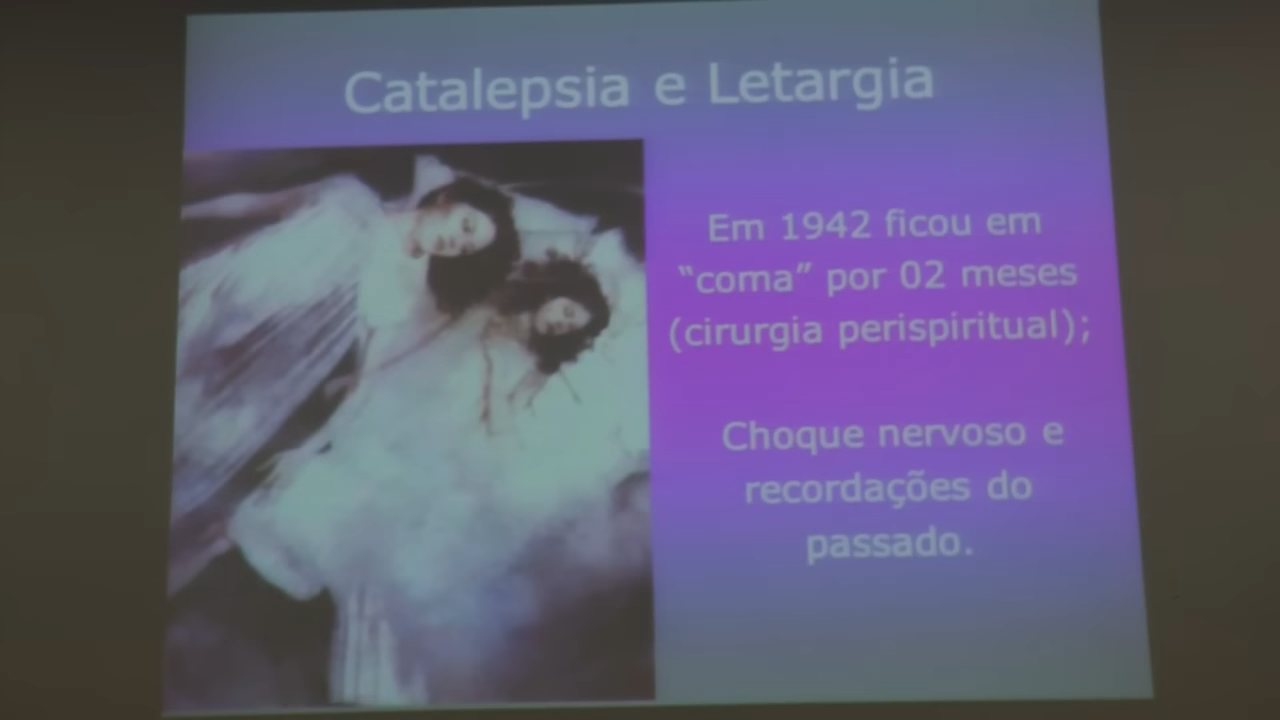 Catalepsia e Letargia
Em 1942 ficou em
“coma” por 02 meses
(cirurgia perispiritual);
Choque nervoso e
recordações do
passado.